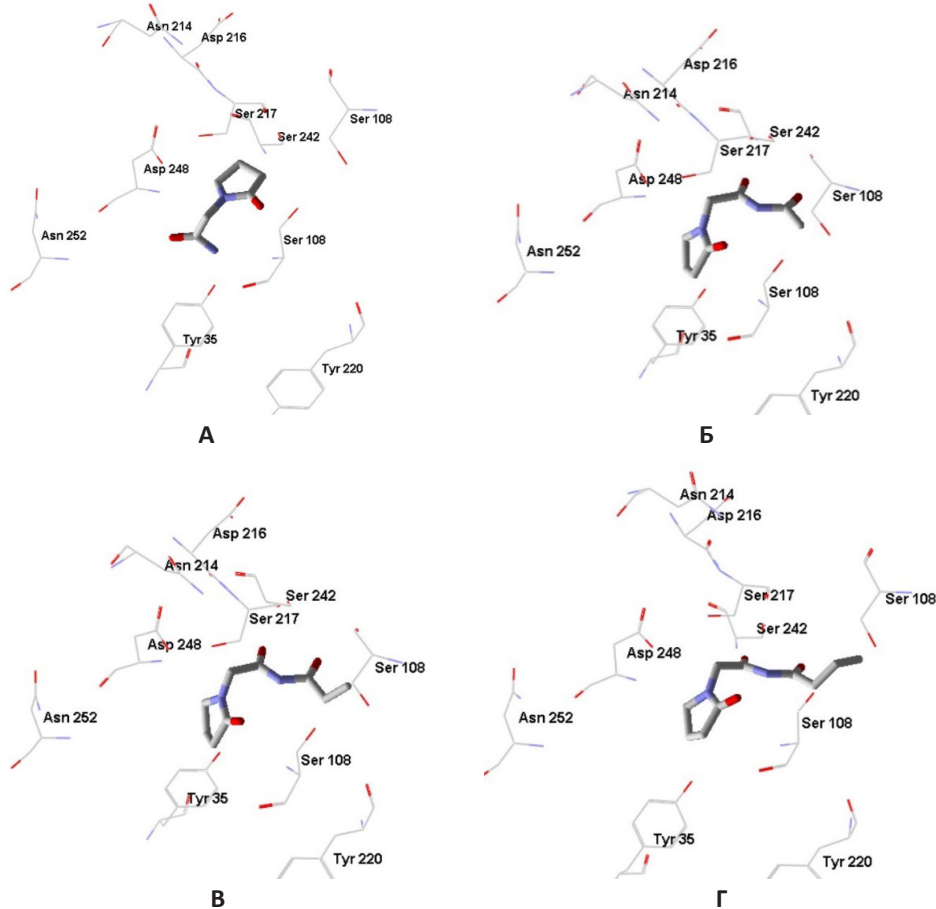 Asn 214
Asp 216
Ser 217
Ser 108
Ser 242
Asp 248
Asn 252
Ser 108
Tyr 35
Tyr 220
А
Asp 216
Asn 214
Ser 242
Ser 217
Asp 248
Ser 108
Asn 252
Ser 108
Tyr 35
Tyr 220
Б
Asp 216
Asn 214
Ser 242
Ser 217
Asp 248
Ser 108
Asn 252
Ser 108
Tyr 35
Tyr 220
В
Asn 214
Asp 216
Ser 217
Ser 108
Ser 242
Asp 248
Asn 252
Ser 108
Tyr 35
Tyr 220
Г